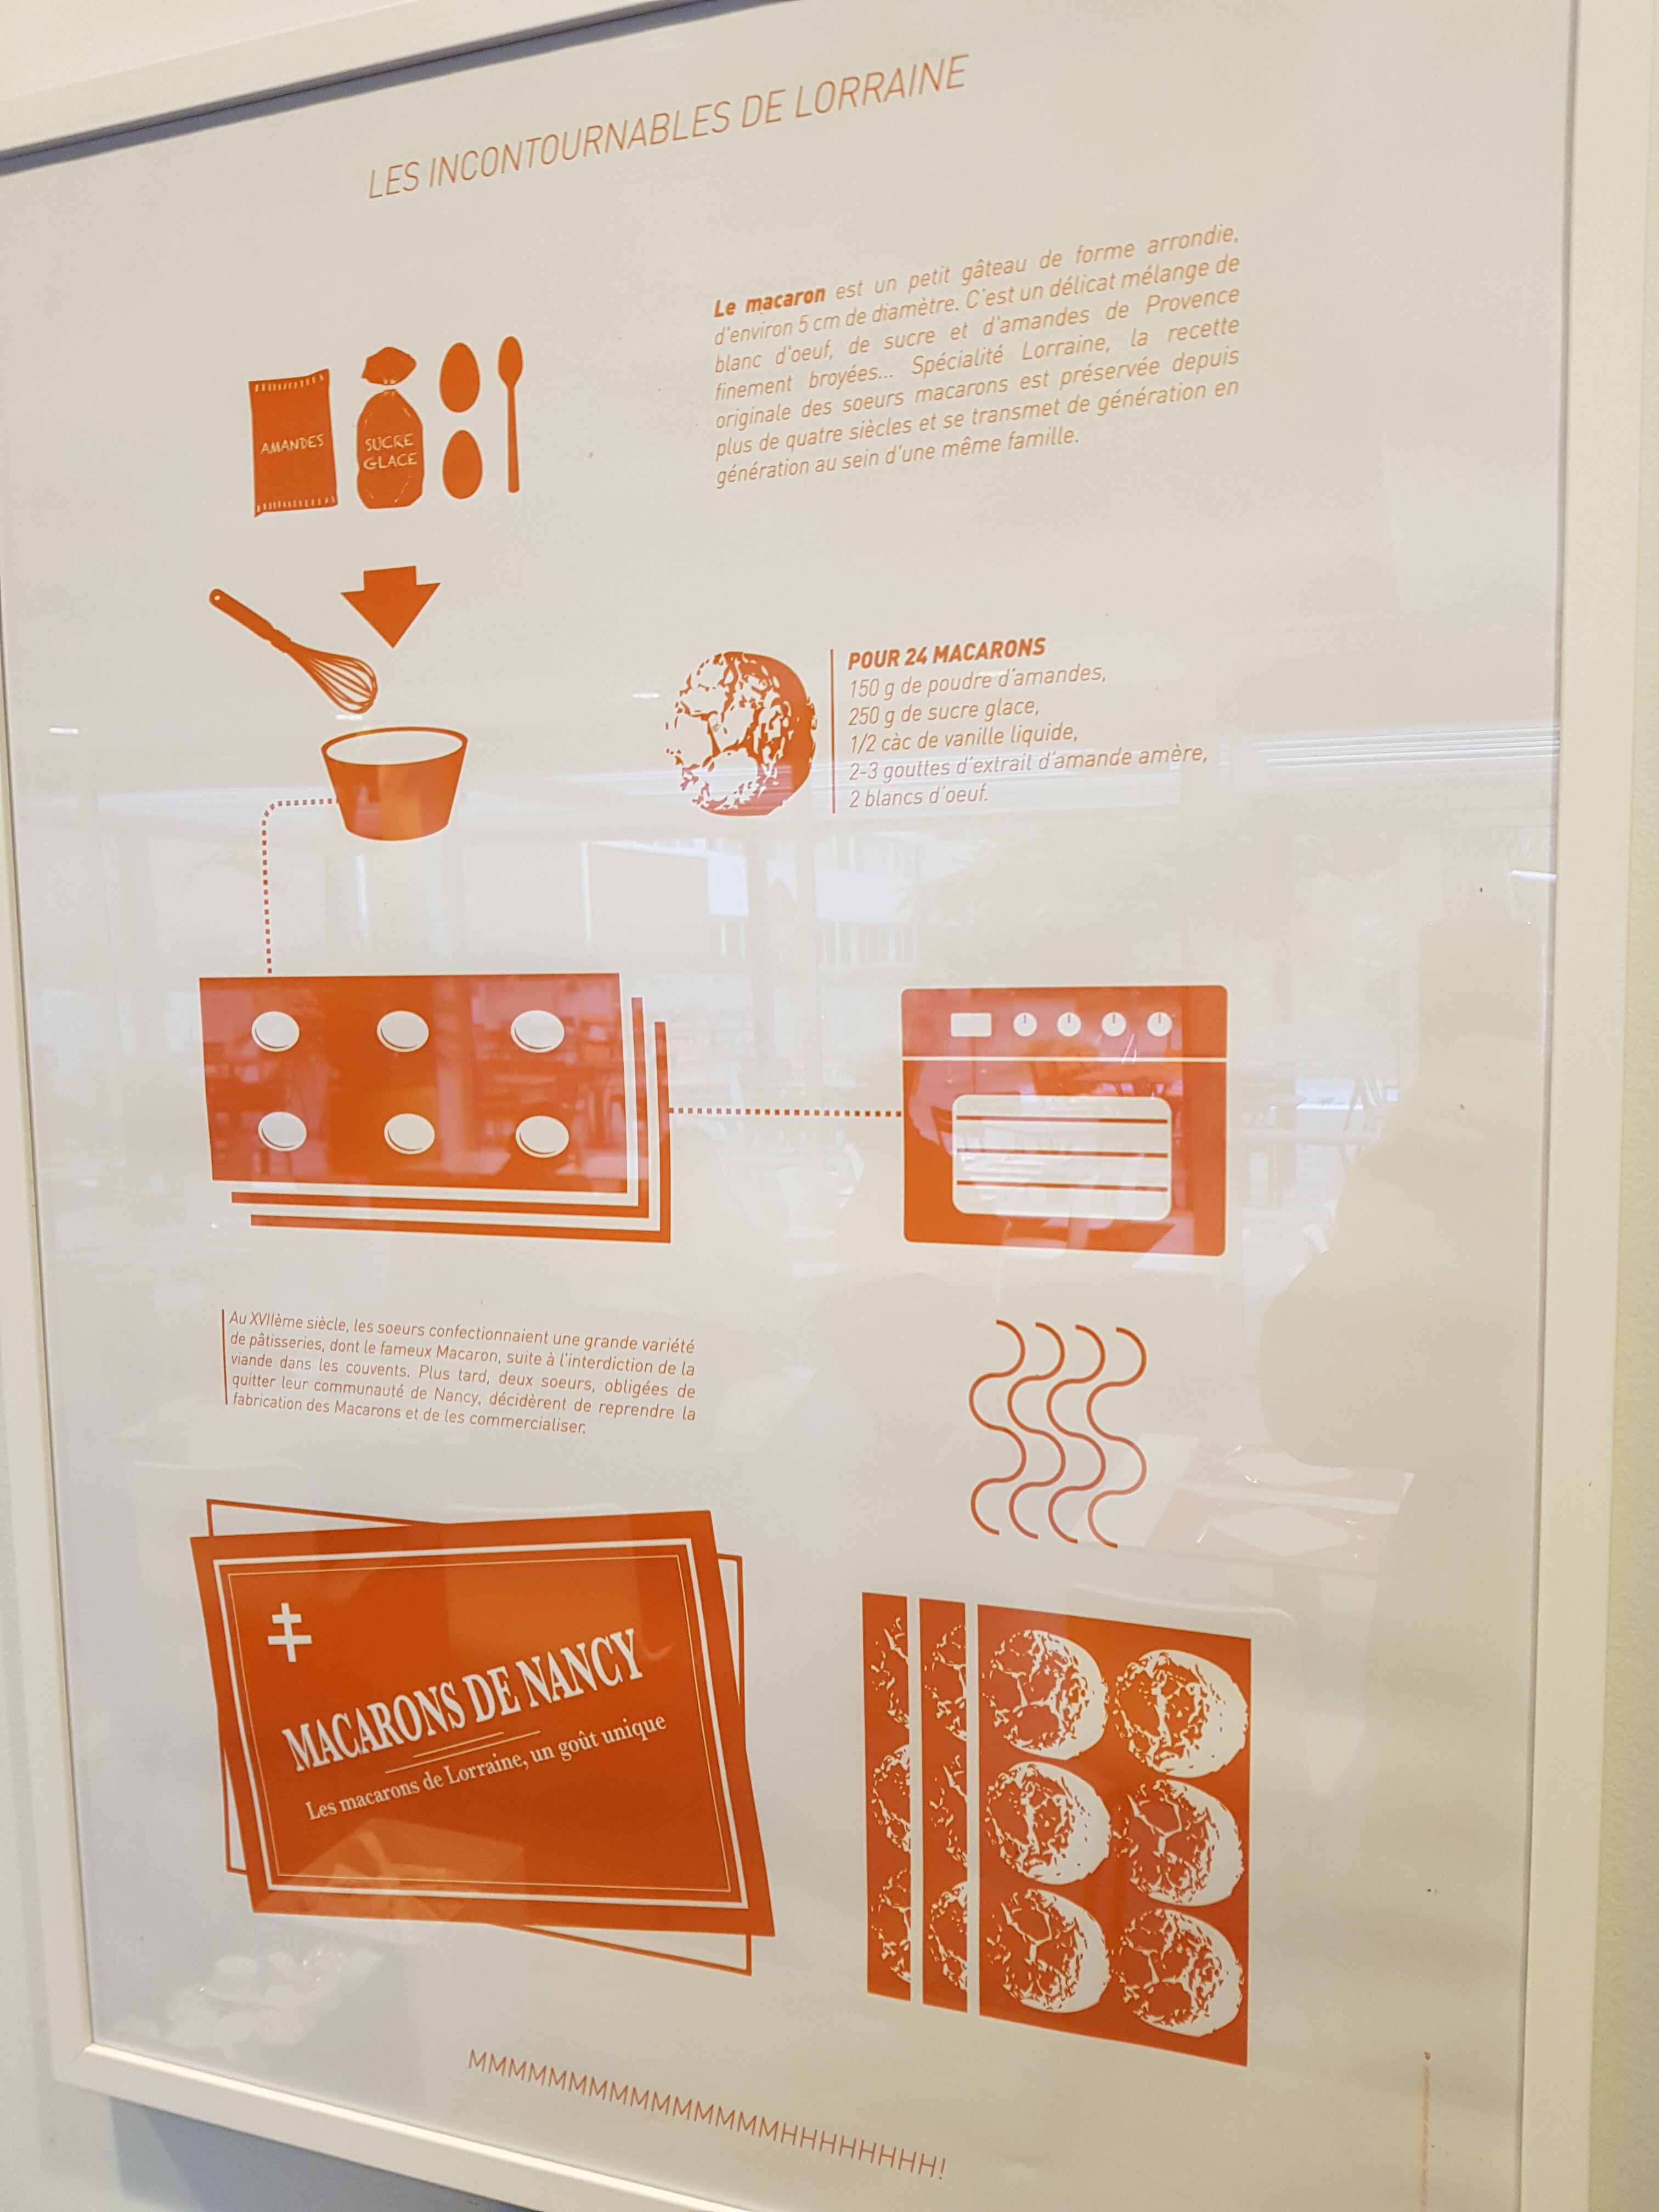 LES INCONTOURNABLES DE LORRAINE
Le macaron est un petit gâteau de forme arrondie,
d'environ 5 cm de diamètre. C'est un délicat mélange de
blanc d'oeuf, de sucre et d'amandes de Provence
finement broyées... Spécialité Lorraine, la recette
originale des soeurs macarons est préservée depuis
plus de quatre siècles et se transmet de génération en
génération au sein d'une même famille.
AMANDES
SUCRE
GLACE
POUR 24 MACARONS
150 g de poudre d'amandes,
250 g de sucre glace,
1/2 càc de vanille liquide,
2-3 gouttes d'extrait d'amande amère,
2 blancs d'oeuf.
Au XVIIème siècle, les soeurs confectionnaient une grande variété
de pâtisseries, dont le fameux Macaron, suite à l'interdiction de la
viande dans les couvents. Plus tard, deux soeurs, obligées de
quitter leur communauté de Nancy, décidèrent de reprendre la
fabrication des Macarons et de les commercialiser.
MACARONS DE NANCY
Les macarons de Lorraine, un goût unique
MMMMMMMMMMMMMMMMHHHHHHHH!